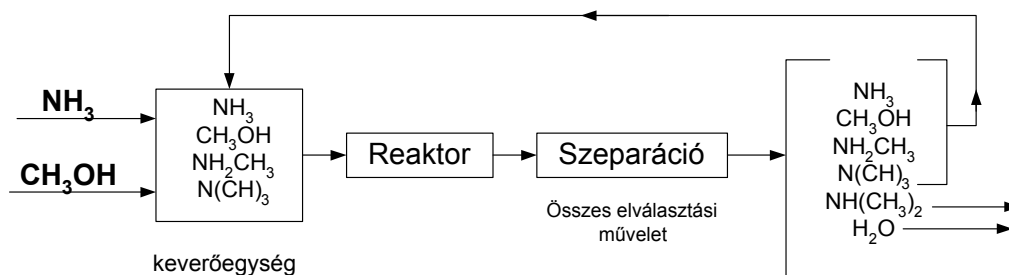 NH₃
CH₃OH
NH₃
CH₃OH
NH₂CH₃
N(CH)₃
keverőegység
Reaktor
Szeparáció
Összes elválasztási
művelet
NH₃
CH₃OH
NH₂CH₃
N(CH)₃
NH(CH₃)₂
H₂O